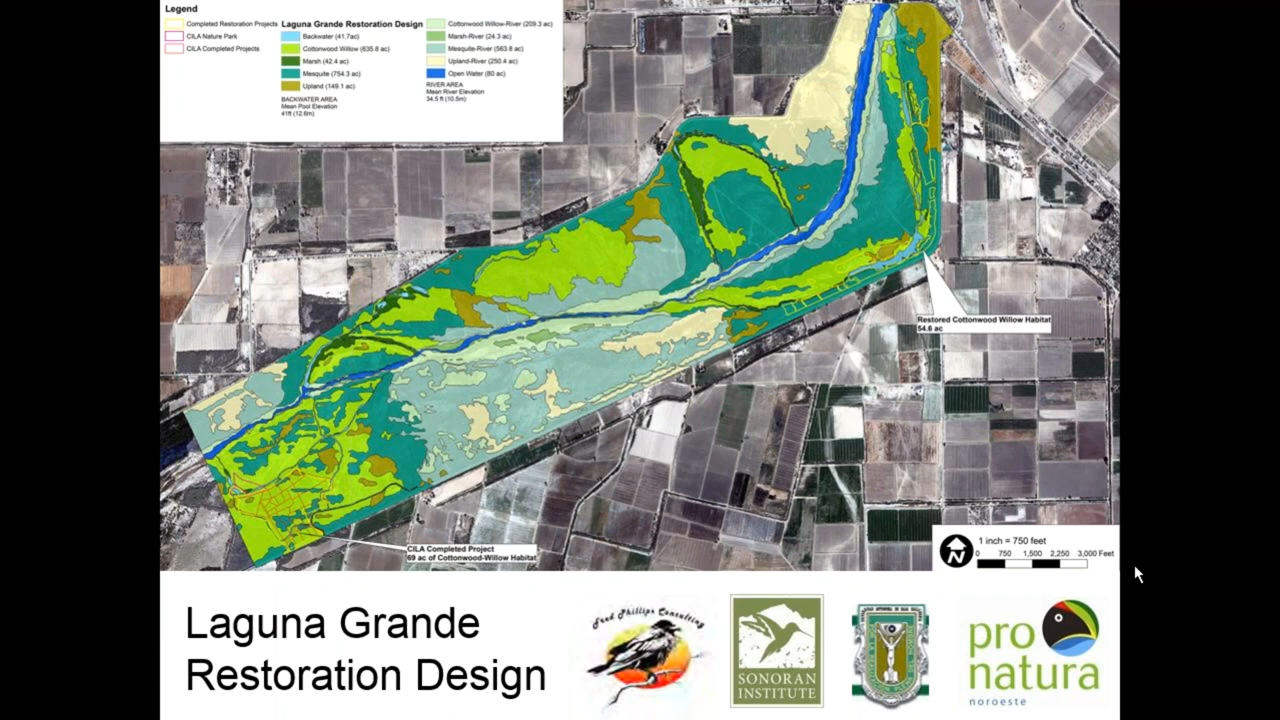 Legend
Completed Restoration Projects
CILA Nature Park
CILA Completed Projects
Laguna Grande Restoration Design
Backwater (41.7ac)
Cottonwood Willow (635.8 ac)
Marsh (42.4 ac)
Mesquite (754.3 ac)
Upland (149.1 ac)
BACKWATER AREA
Mean Pool Elevation
41ft (12.6m)
Cottonwood Willow-River (209.3 ac)
Marsh-River (24.3 ac)
Mesquite-River (563.8 ac)
Upland-River (250.4 ac)
Open Water (80 ac)
RIVER AREA
Mean River Elevation
34.5 ft (10.5m)
Restored Cottonwood Willow Habitat
54.6 ac
CILA Completed Project
69 ac of Cottonwood-Willow Habitat
N
1 inch = 750 feet
0 750 1,500 2,250 3,000 Feet
Laguna Grande
Restoration Design
Fred Phillips Consulting
SONORAN
INSTITUTE
pro
natura
noroeste